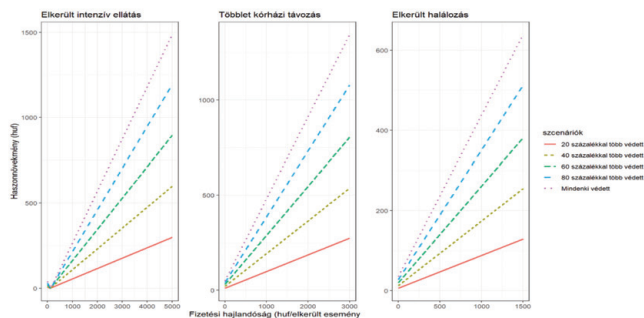 Elkerült intenzív ellátás
Többlet kórházi távozás
Elkerült halálozás
Haszonnövekmény (huf)
1500
1000
500
0
1000
500
0
600
400
200
0
0 1000 2000 3000 4000 5000
0 1000 2000 3000
0 500 1000 1500
Fizetési hajlandóság (huf/elkerült esemény
szcenáriók
20 százalékkal több védett
40 százalékkal több védett
60 százalékkal több védett
80 százalékkal több védett
Mindenki védett